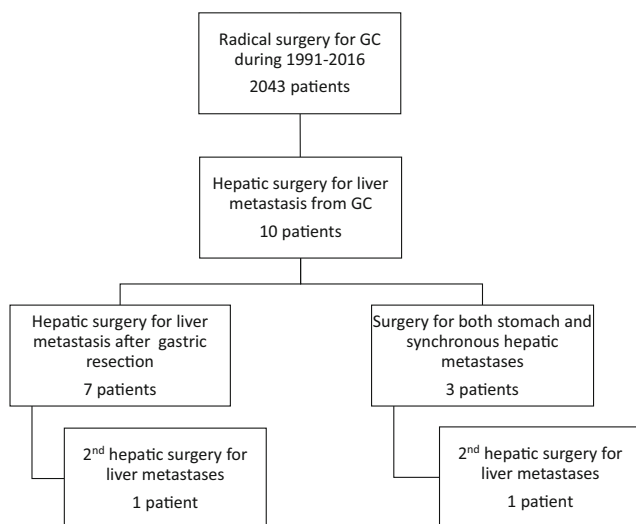 Radical surgery for GC
during 1991-2016
2043 patients
Hepatic surgery for liver
metastasis from GC
10 patients
Hepatic surgery for liver
metastasis after gastric
resection
7 patients
Surgery for both stomach and
synchronous hepatic
metastases
3 patients
2nd hepatic surgery for
liver metastases
1 patient
2nd hepatic surgery for
liver metastases
1 patient